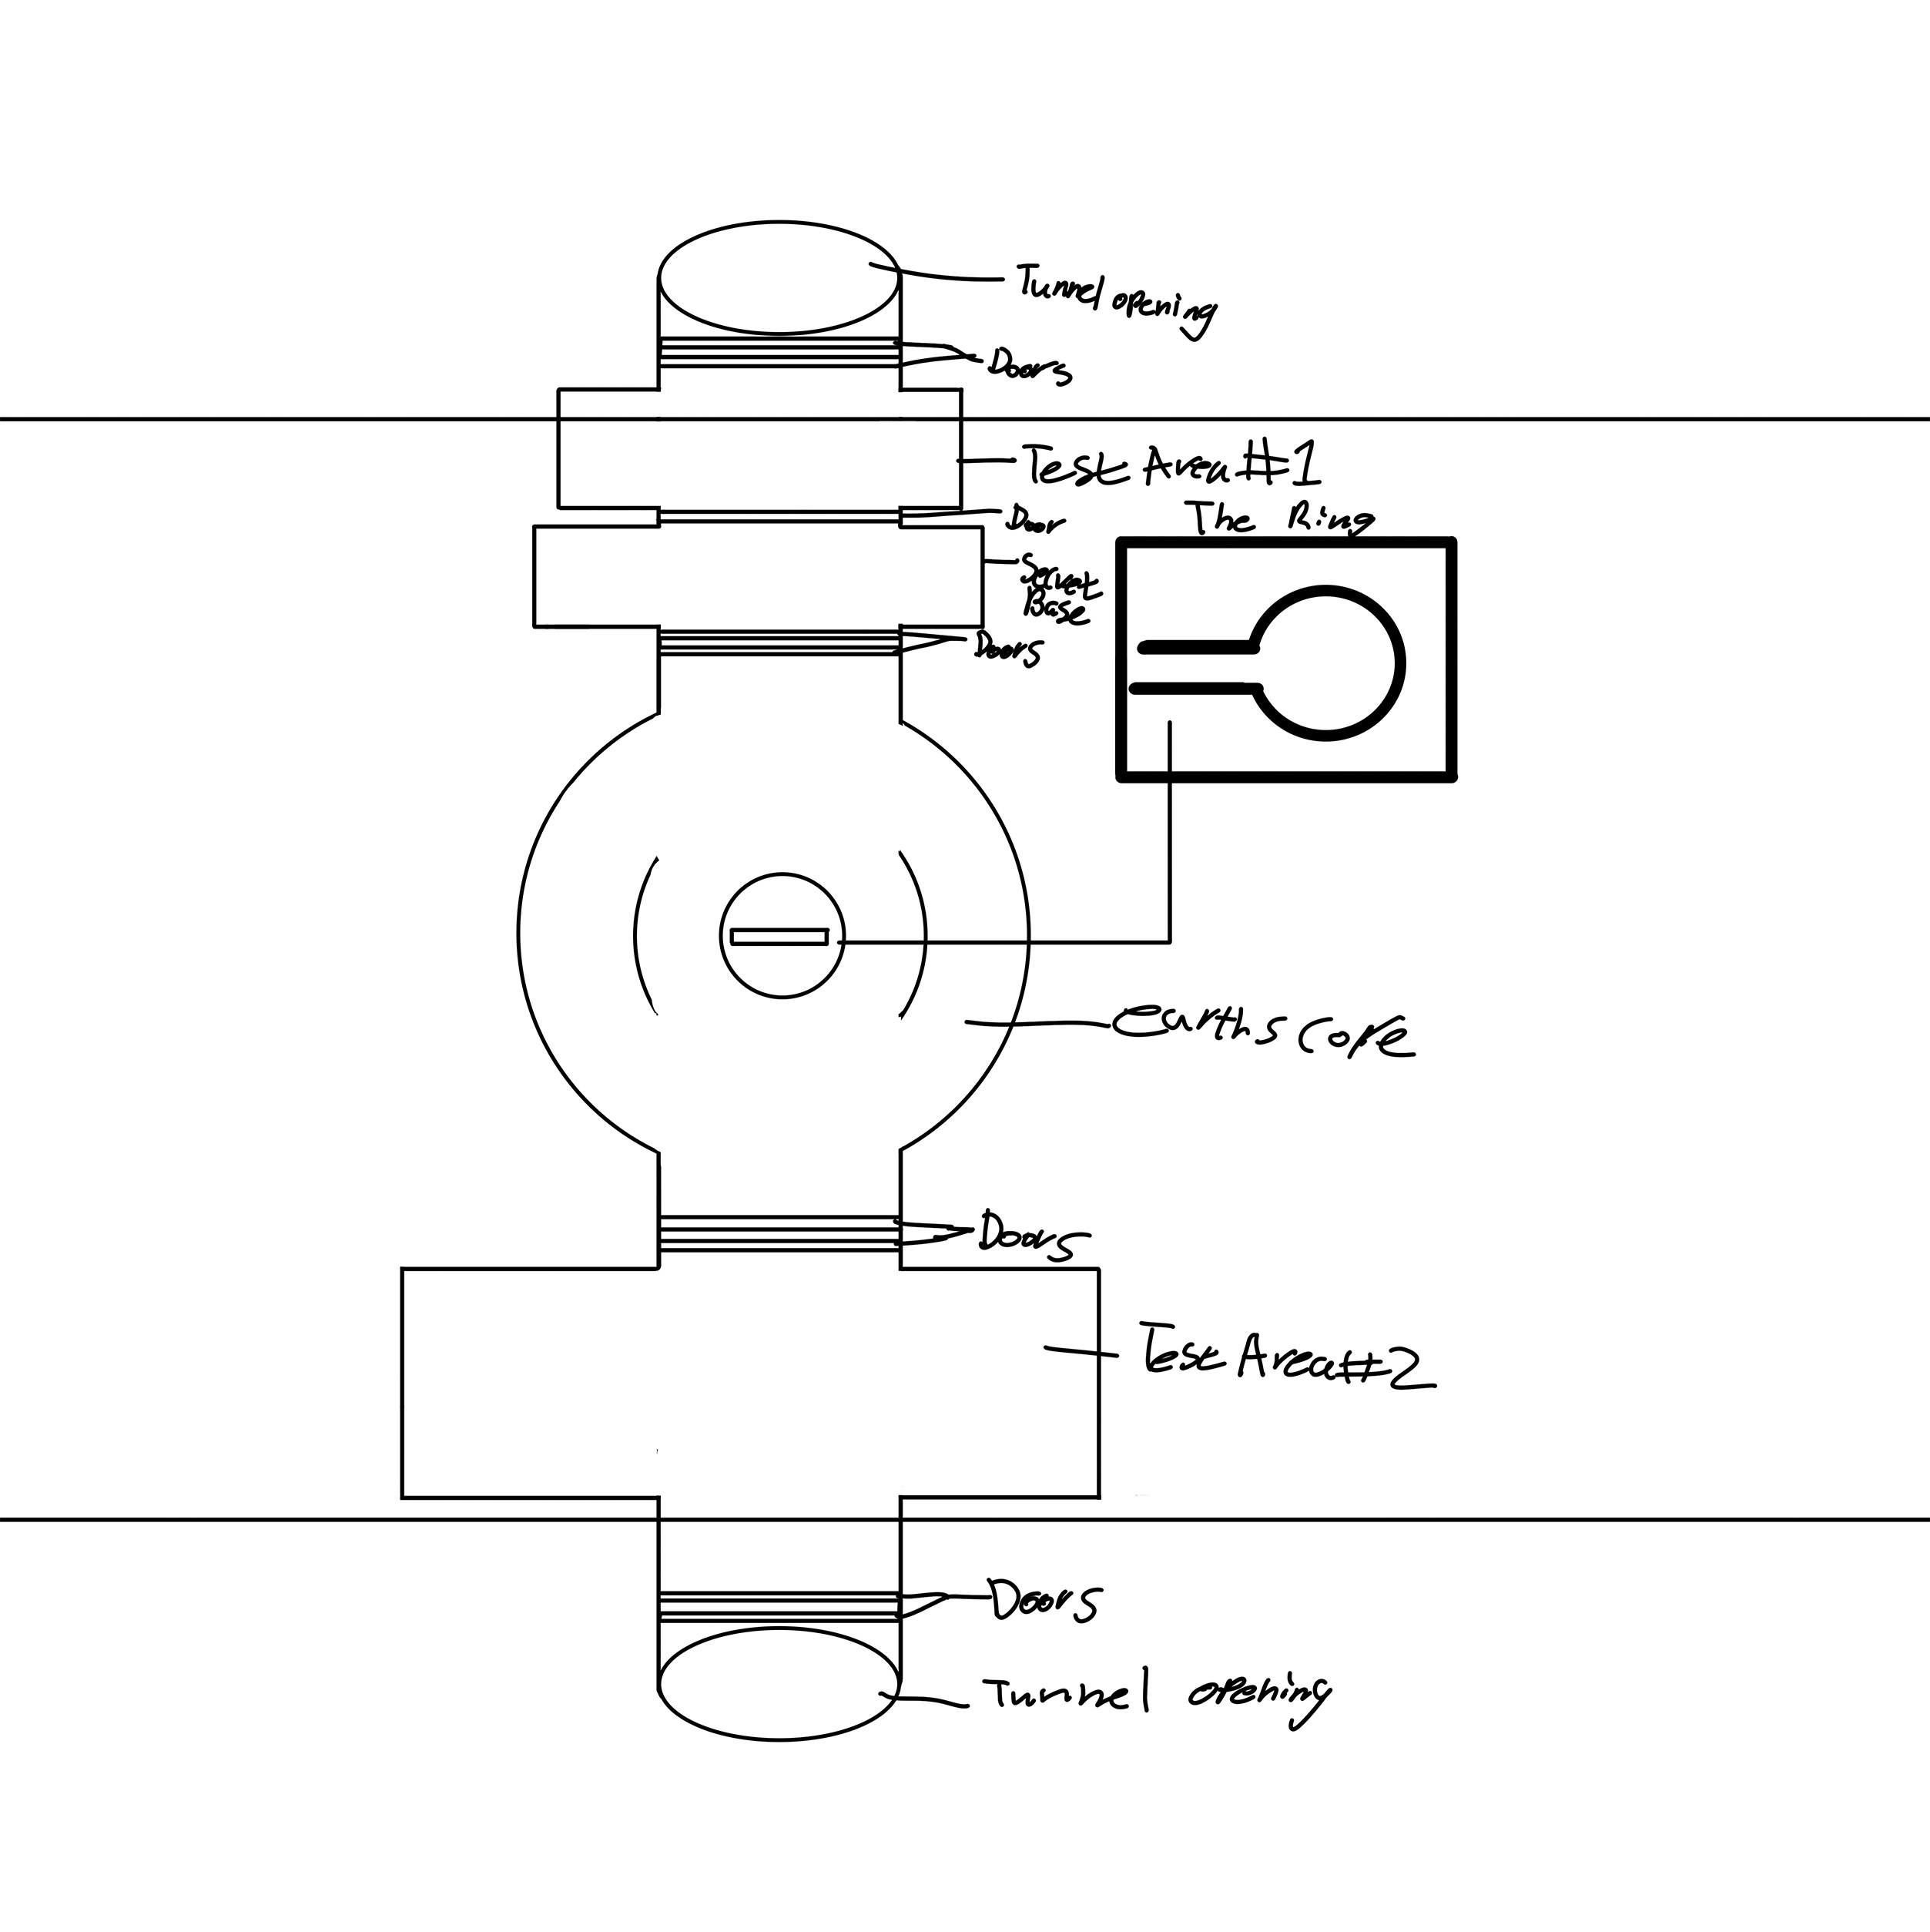 Tunnel opening
Doors
Test Area #1
Door
The Ring
Secret
Base
Doors
earths core
Doors
Test Area #2
Doors
Tunnel opening